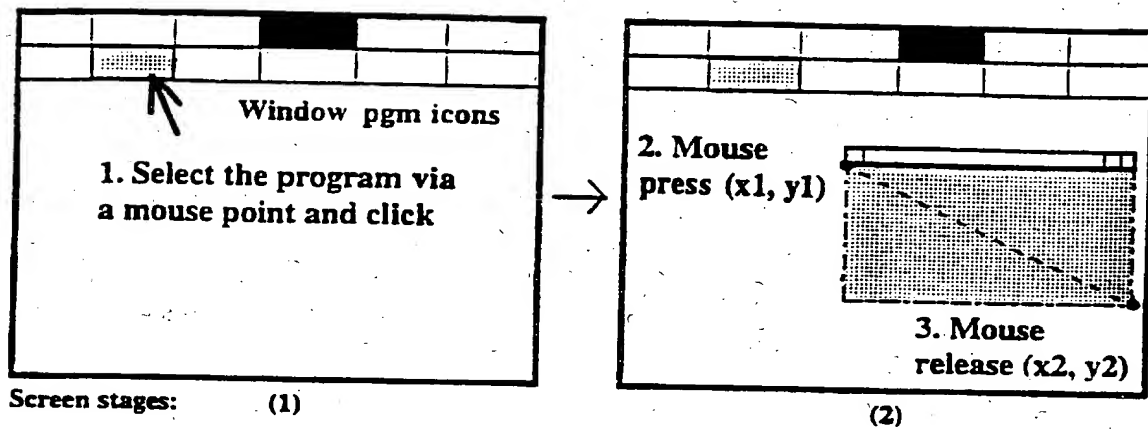 Window pgm icons
1. Select the program via
a mouse point and click
2. Mouse
press (x1, y1)
3. Mouse
release (x2, y2)
Screen stages: (1)
(2)